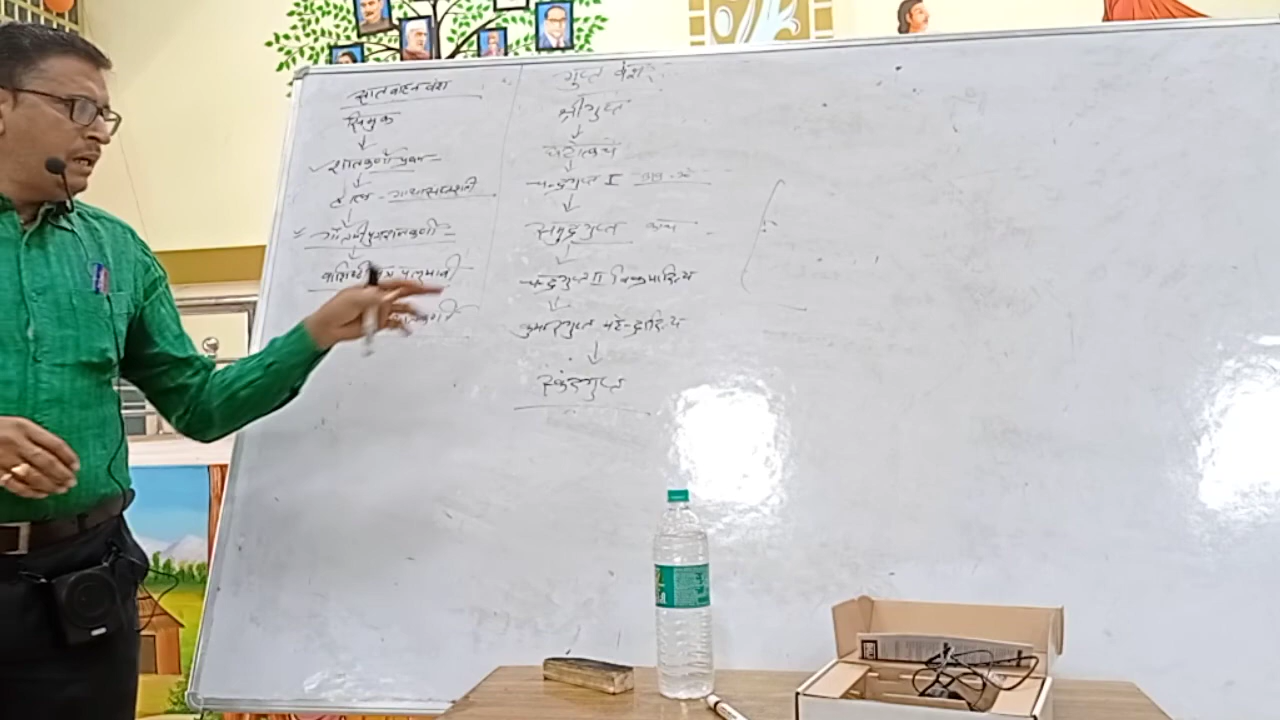 सातवाहन वंश
सिमुक
↓
शातकर्णी प्रथम
↓
हाल - गाथासप्तशती
↓
गौतमीपुत्र शातकर्णी
↓
वाशिष्ठीपुत्र पुलुमावी
गुप्त वंश:
श्रीगुप्त
↓
घटोत्कच
↓
चन्द्रगुप्त I
↓
समुद्रगुप्त
↓
चन्द्रगुप्त II विक्रमादित्य
↓
कुमारगुप्त महेन्द्रादित्य
↓
स्कंदगुप्त